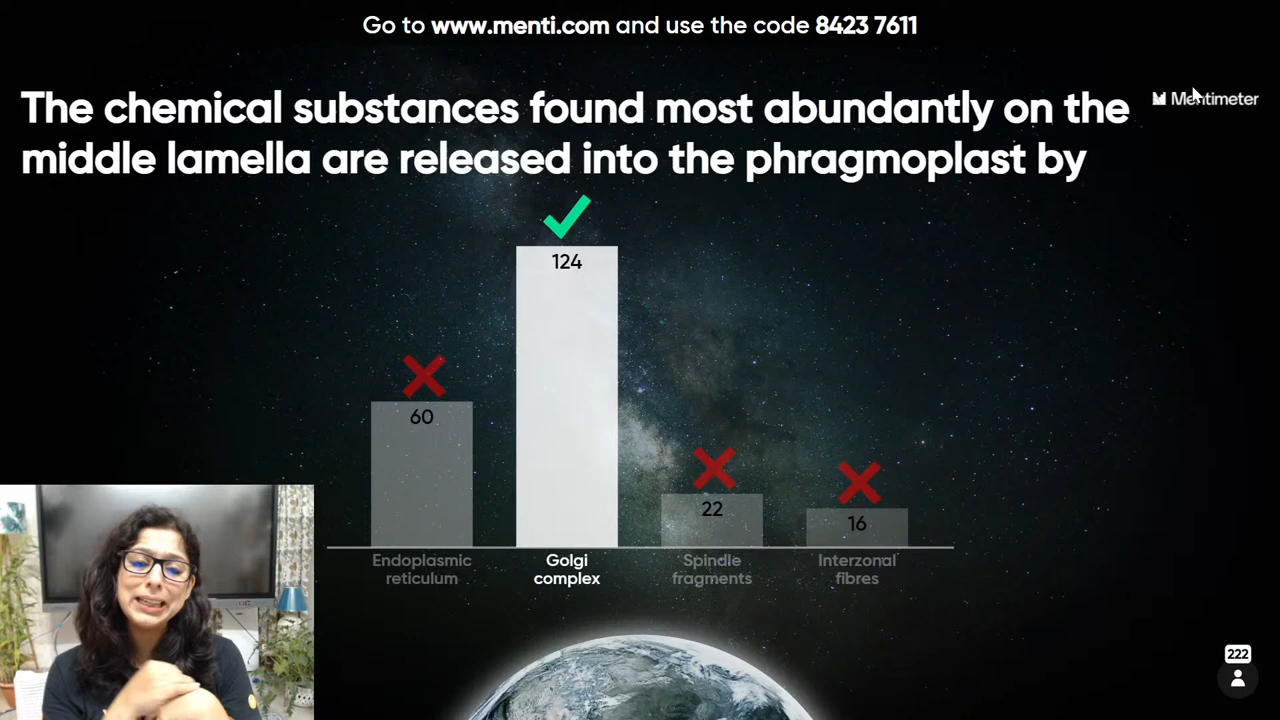 Go to www.menti.com and use the code 8423 7611
The chemical substances found most abundantly on the
middle lamella are released into the phragmoplast by
Mentimeter
124
60
22
16
Endoplasmic
reticulum
Golgi
complex
Spindle
fragments
Interzonal
fibres
222